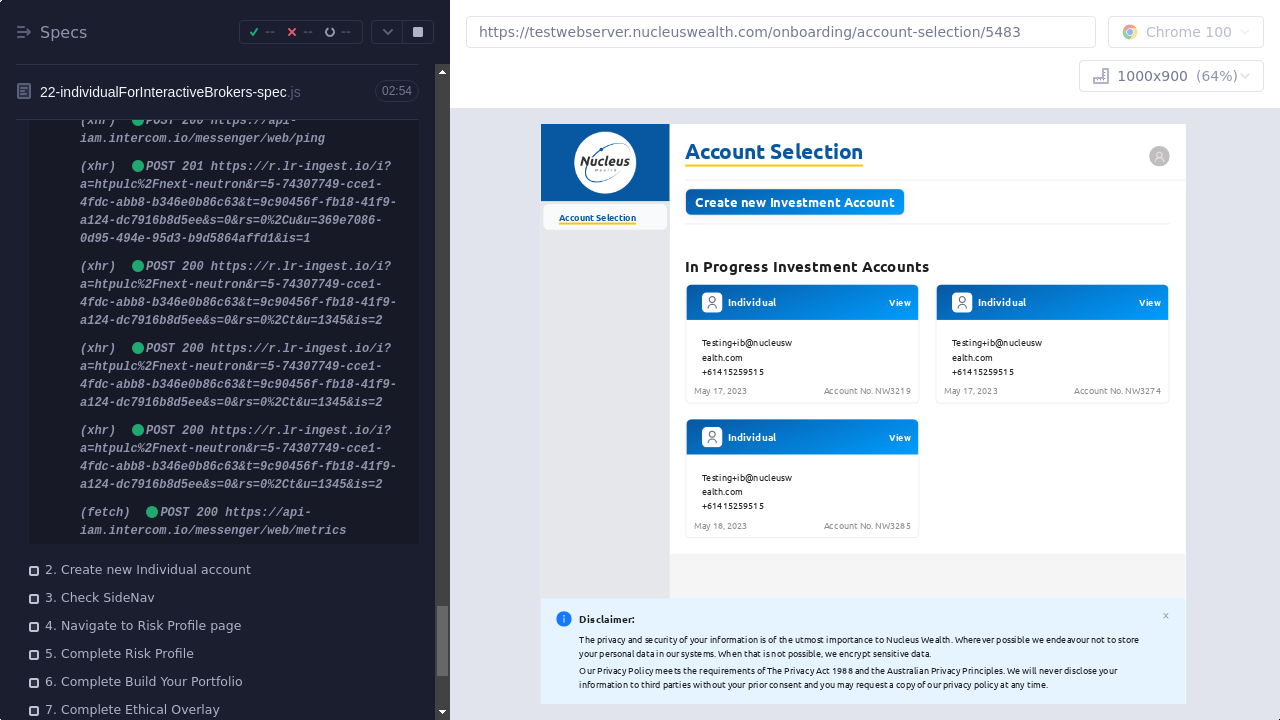 Specs
--
--
--
22-individualForInteractiveBrokers-spec.js
02:54
(xhr) POST 200 https://api-
iam.intercom.io/messenger/web/ping
(xhr) POST 201 https://r.lr-ingest.io/i?
a=htpulc%2Fnext-neutron&r=5-74307749-cce1-
4fdc-abb8-b346e0b86c63&t=9c90456f-fb18-41f9-
a124-dc7916b8d5ee&s=0&rs=0%2Cu&u=369e7086-
0d95-494e-95d3-b9d5864affd1&is=1
(xhr) POST 200 https://r.lr-ingest.io/i?
a=htpulc%2Fnext-neutron&r=5-74307749-cce1-
4fdc-abb8-b346e0b86c63&t=9c90456f-fb18-41f9-
a124-dc7916b8d5ee&s=0&rs=0%2Ct&u=1345&is=2
(xhr) POST 200 https://r.lr-ingest.io/i?
a=htpulc%2Fnext-neutron&r=5-74307749-cce1-
4fdc-abb8-b346e0b86c63&t=9c90456f-fb18-41f9-
a124-dc7916b8d5ee&s=0&rs=0%2Ct&u=1345&is=2
(xhr) POST 200 https://r.lr-ingest.io/i?
a=htpulc%2Fnext-neutron&r=5-74307749-cce1-
4fdc-abb8-b346e0b86c63&t=9c90456f-fb18-41f9-
a124-dc7916b8d5ee&s=0&rs=0%2Ct&u=1345&is=2
(fetch) POST 200 https://api-
iam.intercom.io/messenger/web/metrics
2. Create new Individual account
3. Check SideNav
4. Navigate to Risk Profile page
5. Complete Risk Profile
6. Complete Build Your Portfolio
7. Complete Ethical Overlay
https://testwebserver.nucleuswealth.com/onboarding/account-selection/5483
Chrome 100
1000x900 (64%)
Nucleus
Wealth
Account Selection
Account Selection
Create new Investment Account
In Progress Investment Accounts
Individual View
Testing+ib@nucleusw
ealth.com
+61415259515
May 17, 2023 Account No. NW3219
Individual View
Testing+ib@nucleusw
ealth.com
+61415259515
May 17, 2023 Account No. NW3274
Individual View
Testing+ib@nucleusw
ealth.com
+61415259515
May 18, 2023 Account No. NW3285
Disclaimer:
The privacy and security of your information is of the utmost importance to Nucleus Wealth. Wherever possible we endeavour not to store
your personal data in our systems. When that is not possible, we encrypt sensitive data.
Our Privacy Policy meets the requirements of The Privacy Act 1988 and the Australian Privacy Principles. We will never disclose your
information to third parties without your prior consent and you may request a copy of our privacy policy at any time.